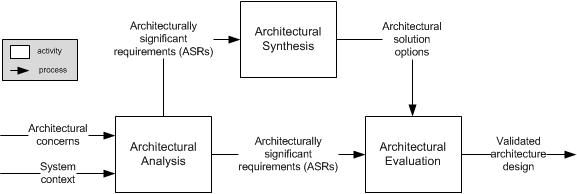 activity
process
Architecturally
significant
requirements (ASRs)
Architectural
Synthesis
Architectural
solution
options
Architectural
concerns
System
context
Architectural
Analysis
Architecturally
significant
requirements (ASRs)
Architectural
Evaluation
Validated
architecture
design